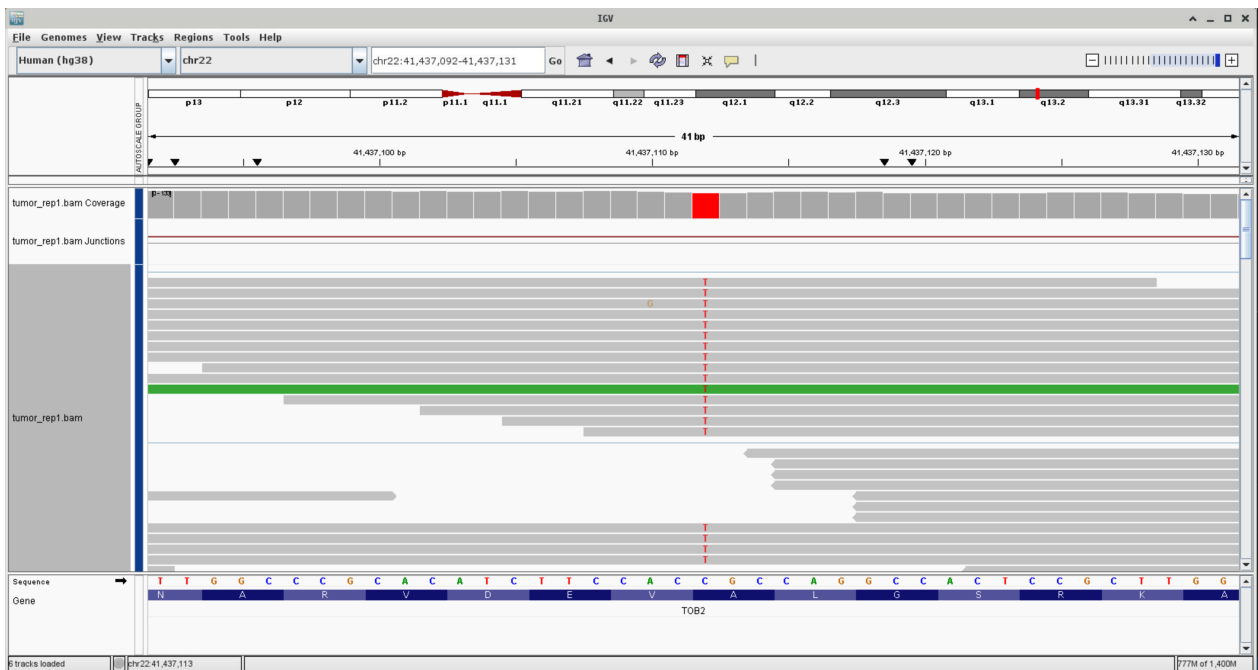 IGV
File Genomes View Tracks Regions Tools Help
Human (hg38) chr22 chr22:41,437,092-41,437,131 Go
p13 p12 p11.2 p11.1 q11.1 q11.21 q11.22 q11.23 q12.1 q12.2 q12.3 q13.1 q13.2 q13.31 q13.32
AUTOSCALE GROUP
41 bp
41,437,100 bp 41,437,110 bp 41,437,120 bp 41,437,130 bp
tumor_rep1.bam Coverage
tumor_rep1.bam Junctions
T
T
G T
T
T
T
T
T
T
T
T
T
T
T
T
tumor_rep1.bam
T
T
T
T
Sequence T T G G C C C G C A C A T C T T C C A C C G C C A G G C C A C T C C G C T T G G
Gene N A R V D E V A L G S R K A
TOB2
6 tracks loaded chr22:41,437,113 777M of 1,400M